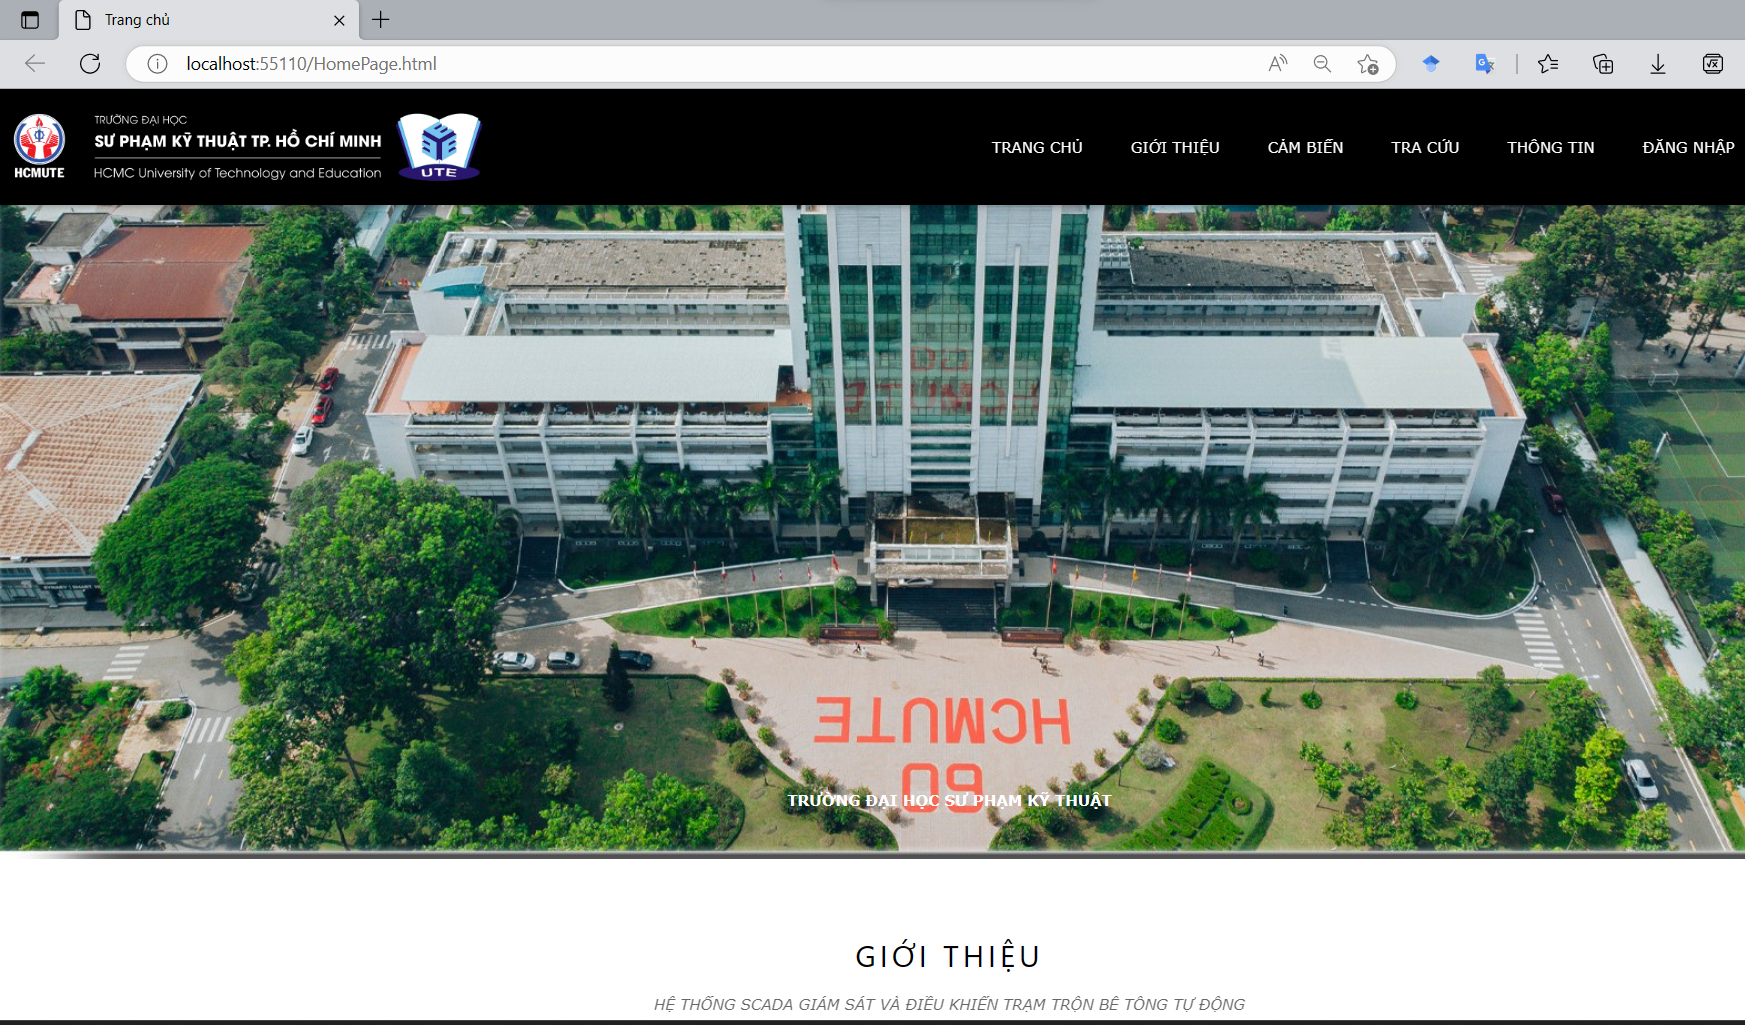 Trang chủ
localhost:55110/HomePage.html
HCMUTE
TRƯỜNG ĐẠI HỌC
SƯ PHẠM KỸ THUẬT TP. HỒ CHÍ MINH
HCMC University of Technology and Education
UTE
TRANG CHỦ
GIỚI THIỆU
CẢM BIẾN
TRA CỨU
THÔNG TIN
ĐĂNG NHẬP
HCMUTE
60
TRƯỜNG ĐẠI HỌC SƯ PHẠM KỸ THUẬT
GIỚI THIỆU
HỆ THỐNG SCADA GIÁM SÁT VÀ ĐIỀU KHIỂN TRẠM TRỘN BÊ TÔNG TỰ ĐỘNG